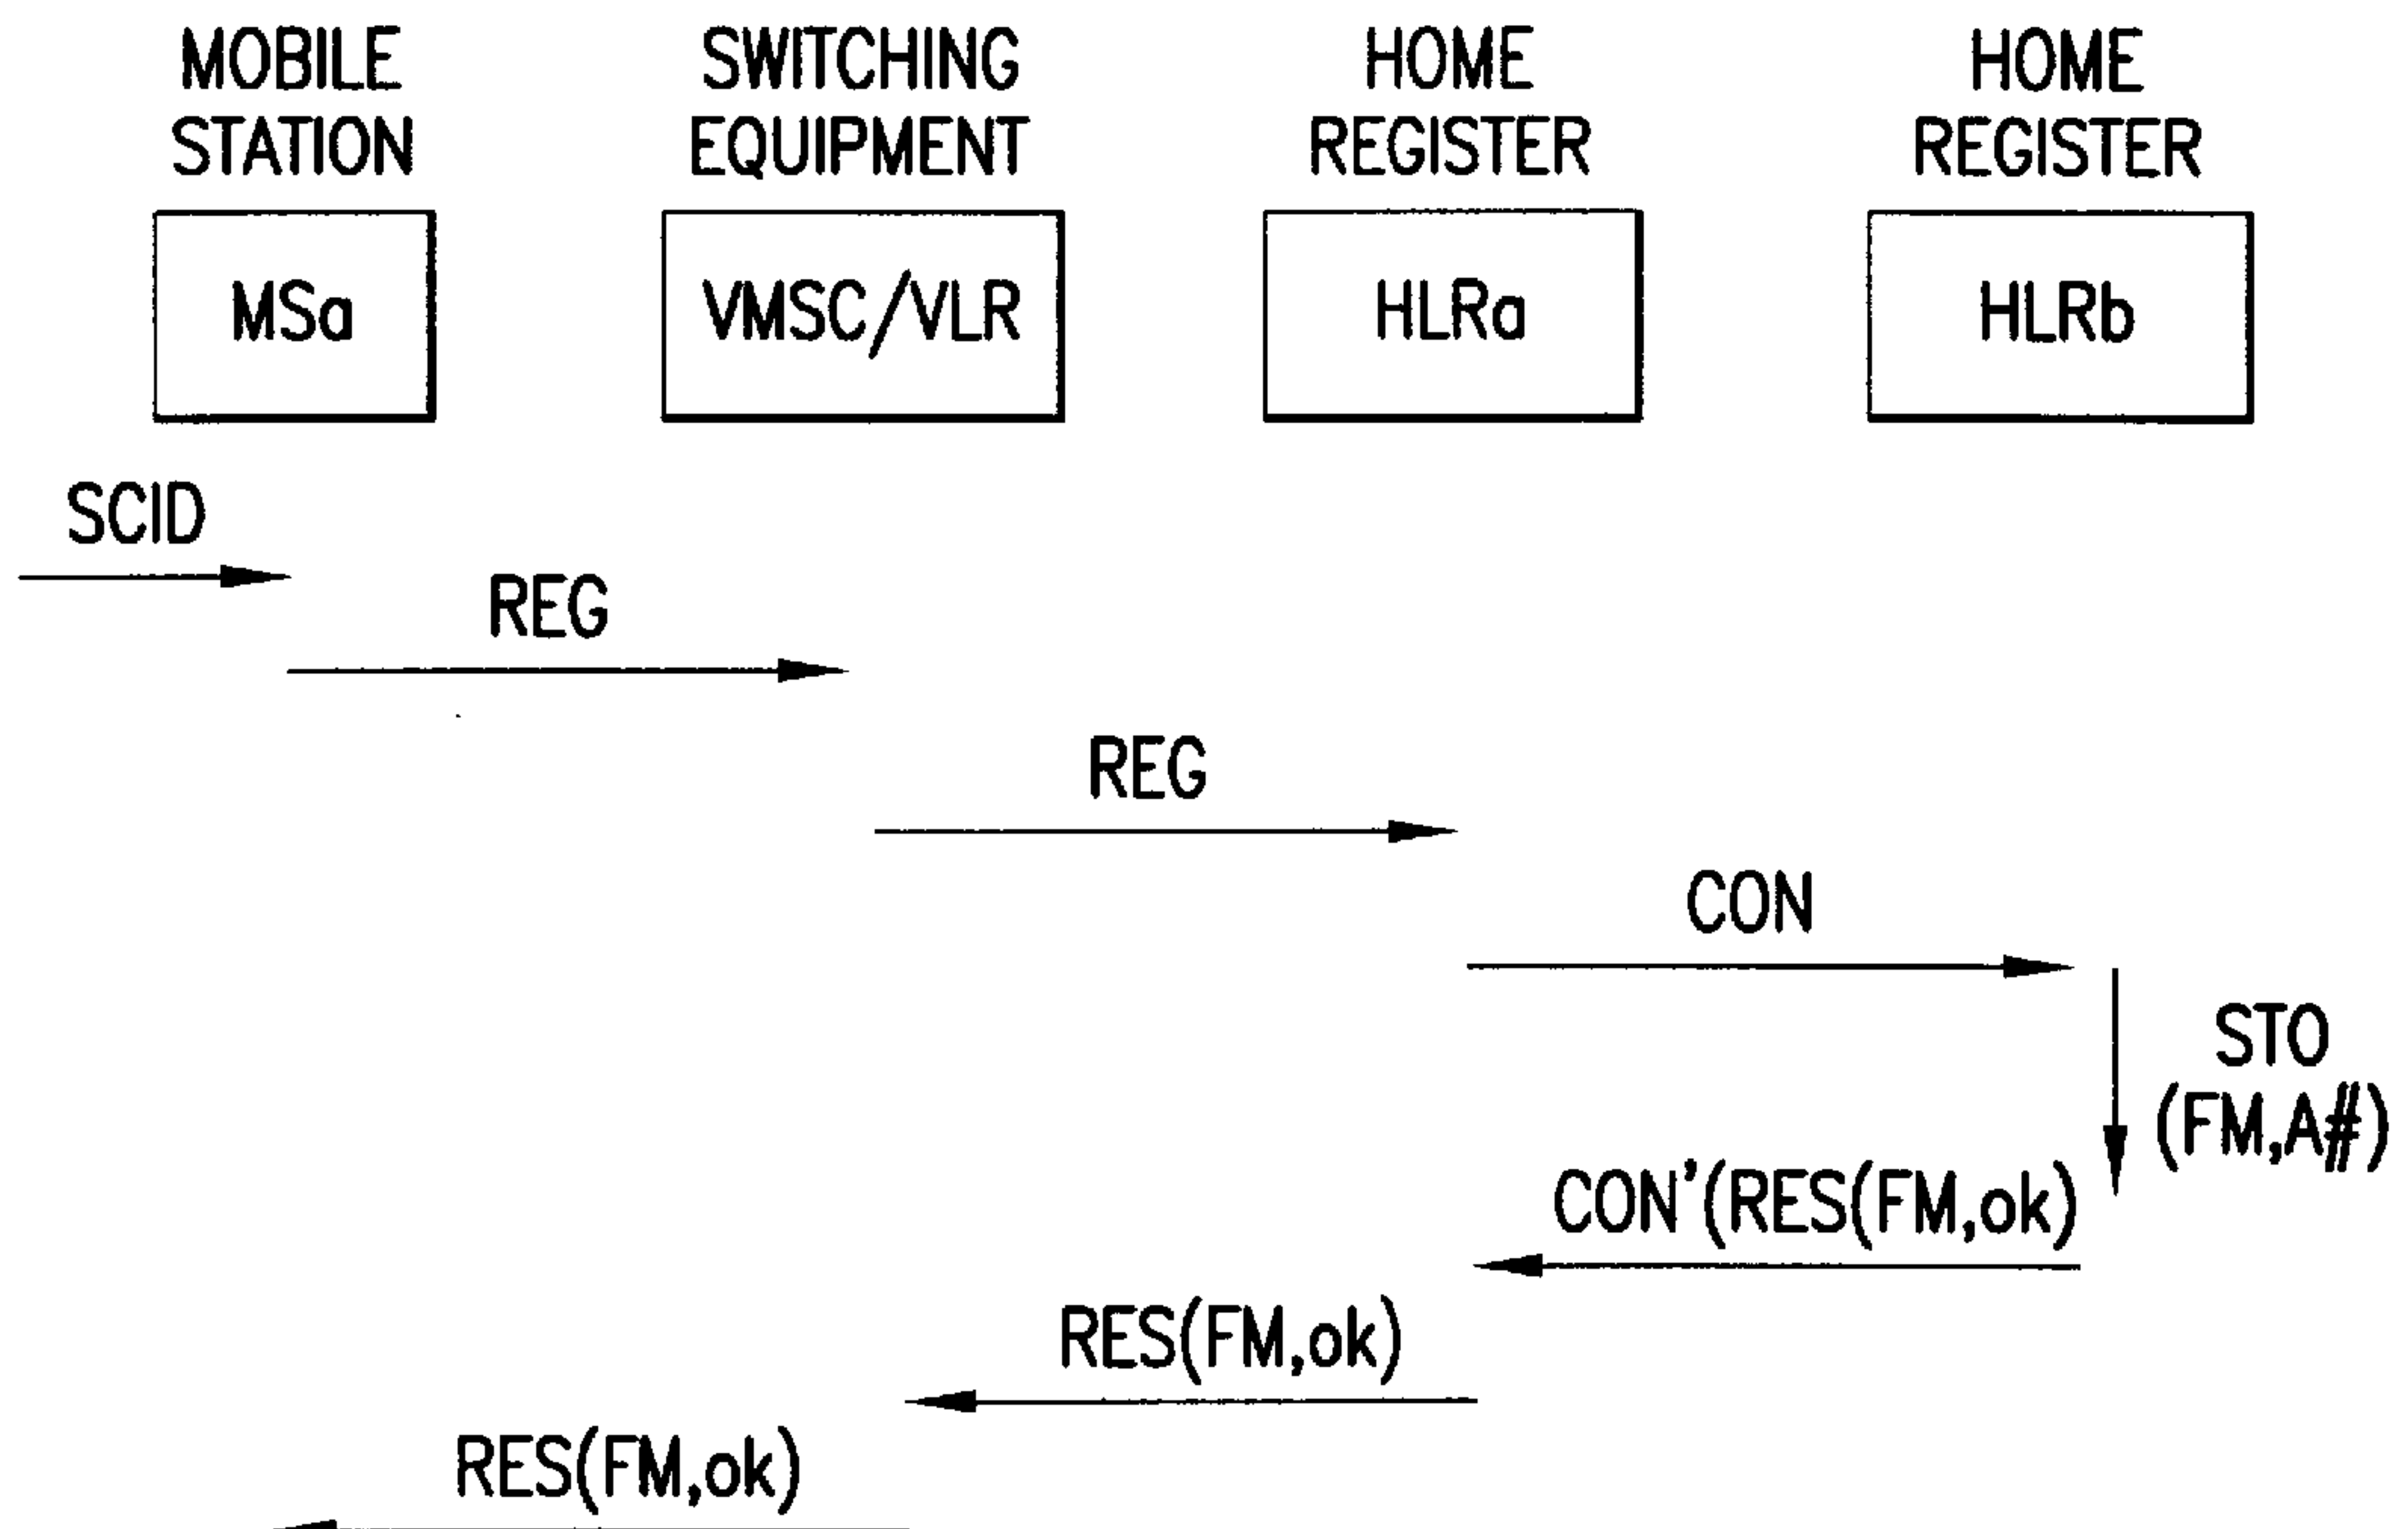 MOBILE STATION
SWITCHING EQUIPMENT
HOME REGISTER
HOME REGISTER
MSa
VMSC/VLR
HLRa
HLRb
SCID
REG
REG
CON
STO
(FM,A#)
CON'(RES(FM,ok)
RES(FM,ok)
RES(FM,ok)